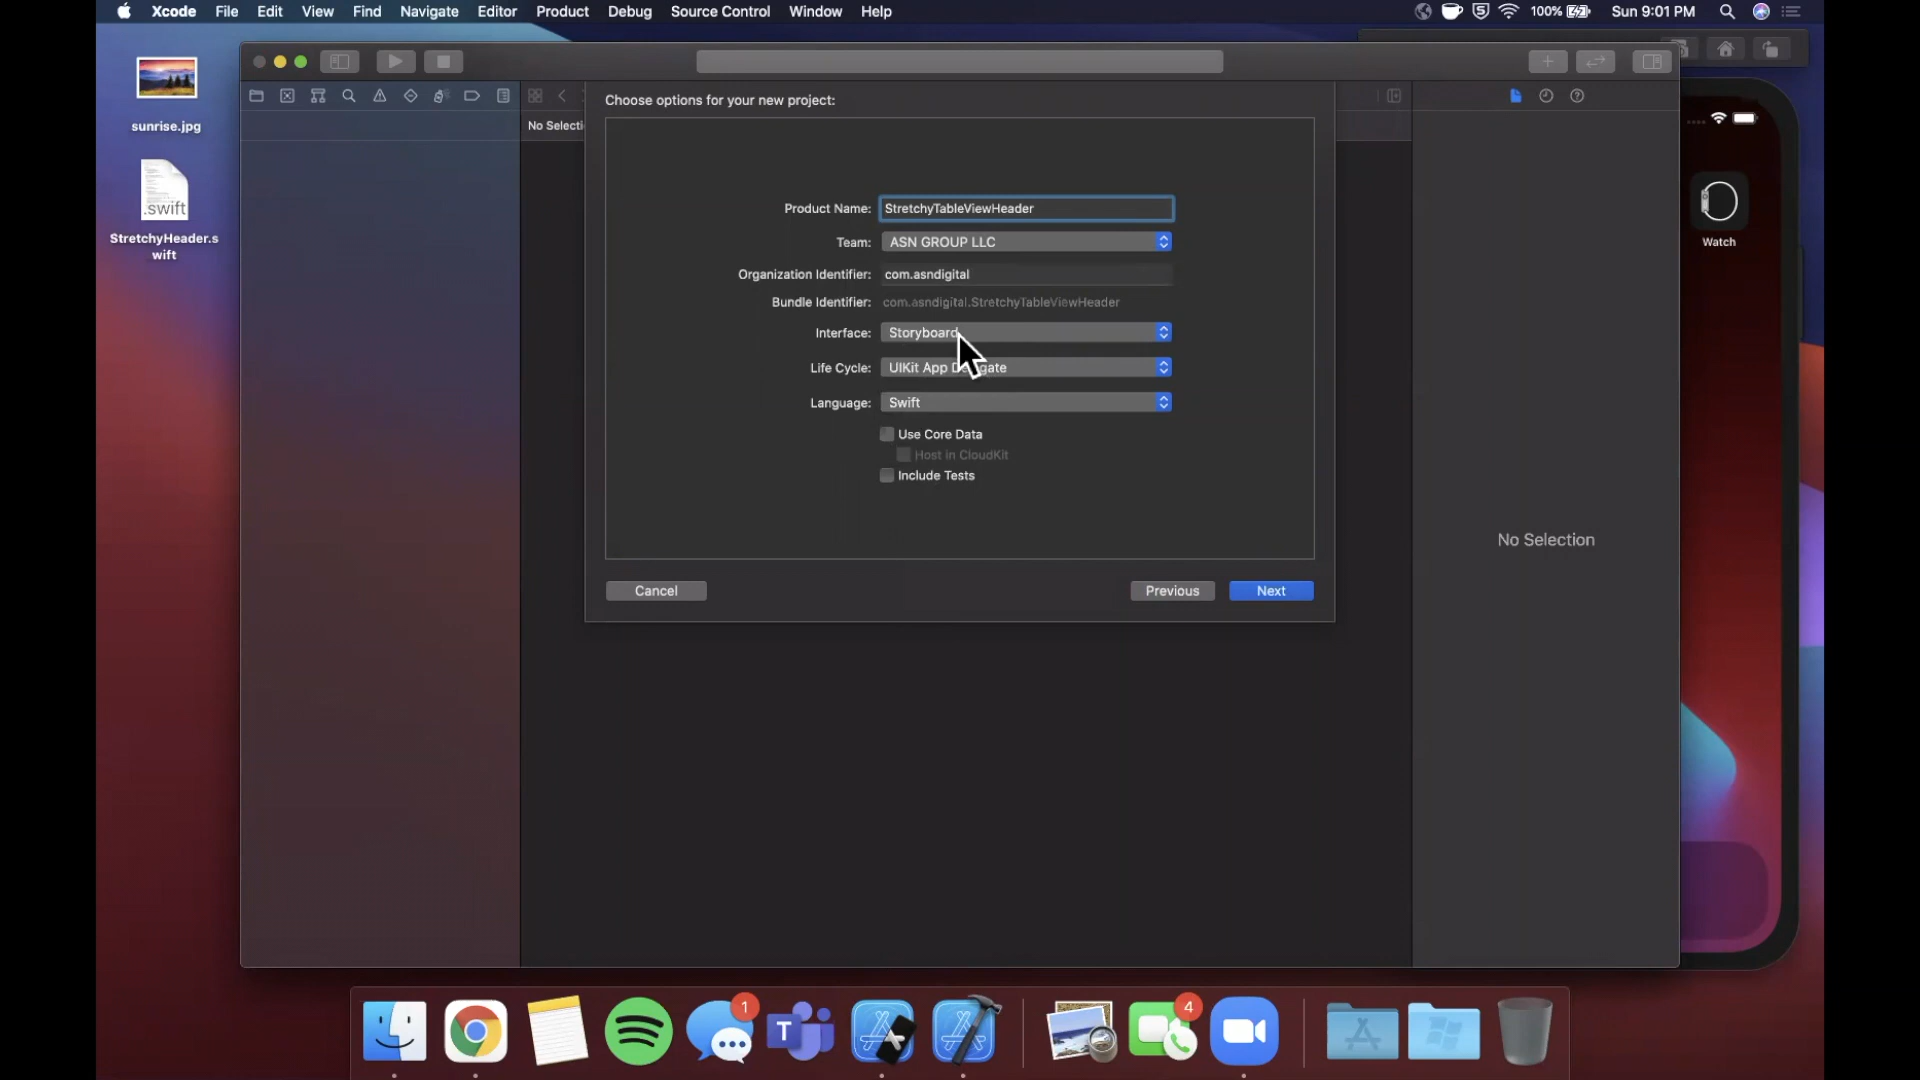 Xcode File Edit View Find Navigate Editor Product Debug Source Control Window Help 100% Sun 9:01 PM
sunrise.jpg
.swift
StretchyHeader.s
wift
No Selecti
Choose options for your new project:
Product Name: StretchyTableViewHeader
Team: ASN GROUP LLC
Organization Identifier: com.asndigital
Bundle Identifier: com.asndigital.StretchyTableViewHeader
Interface: Storyboard
Life Cycle: UIKit App Delegate
Language: Swift
Use Core Data
Host in CloudKit
Include Tests
Cancel Previous Next
No Selection
Watch
1
T
4